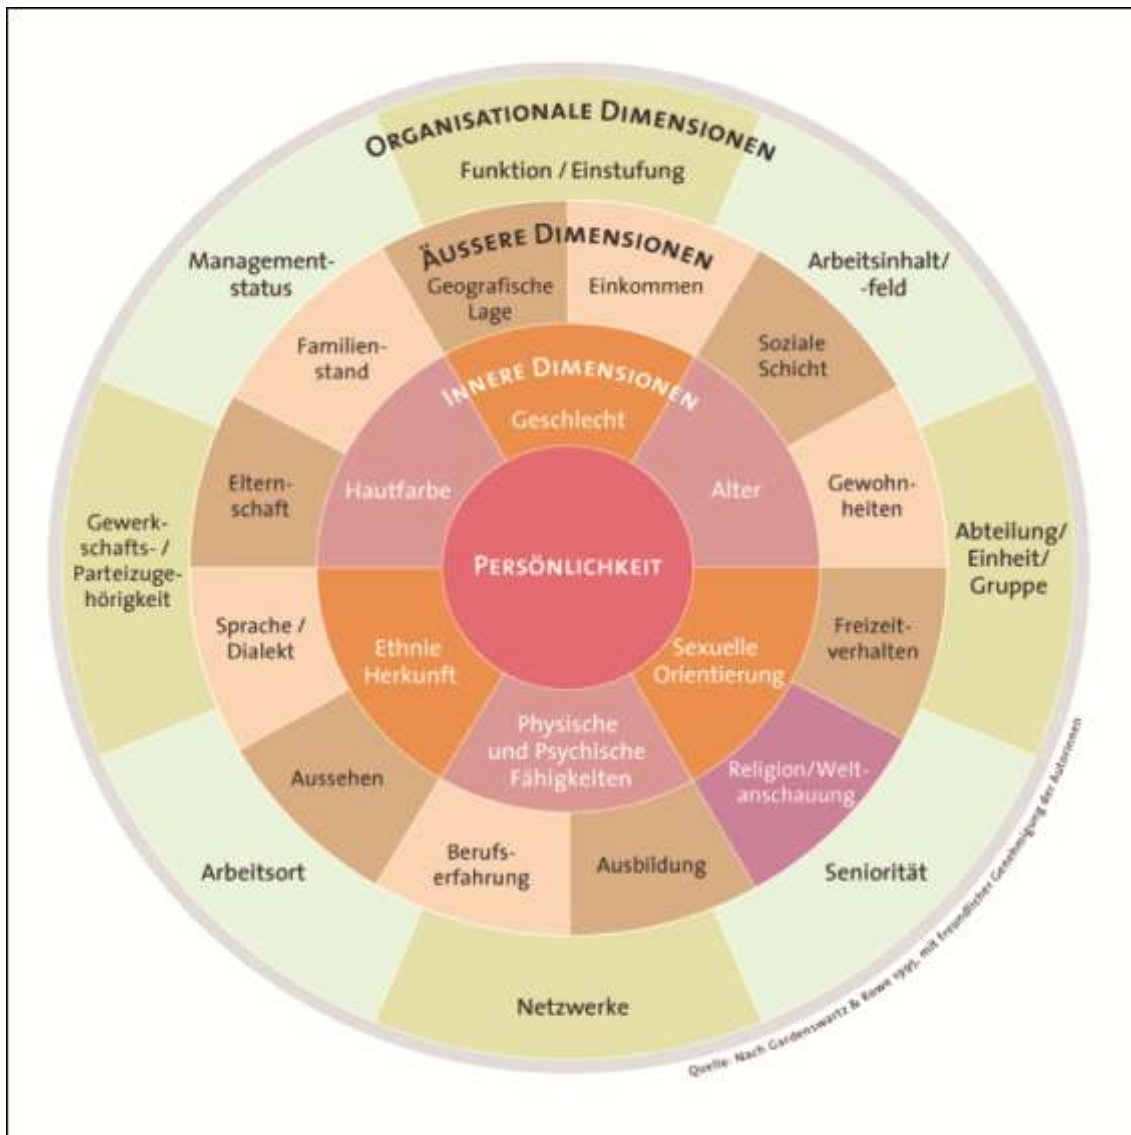 ORGANISATIONALE DIMENSIONEN
Funktion / Einstufung
ÄUSSERE DIMENSIONEN
Geografische
Lage
Einkommen
Management-
status
Arbeitsinhalt/
-feld
Familien-
stand
Soziale
Schicht
INNERE DIMENSIONEN
Geschlecht
Eltern-
schaft
Hautfarbe
Alter
Gewohn-
heiten
Gewerk-
schafts- /
Parteizuge-
hörigkeit
PERSÖNLICHKEIT
Abteilung/
Einheit/
Gruppe
Sprache /
Dialekt
Ethnie
Herkunft
Sexuelle
Orientierung
Freizeit-
verhalten
Physische
und Psychische
Fähigkeiten
Aussehen
Religion/Welt-
anschauung
Berufs-
erfahrung
Ausbildung
Arbeitsort
Seniorität
Netzwerke
Quelle: Nach Gardenswartz & Rowe 1995, mit freundlicher Genehmigung der Autorinnen